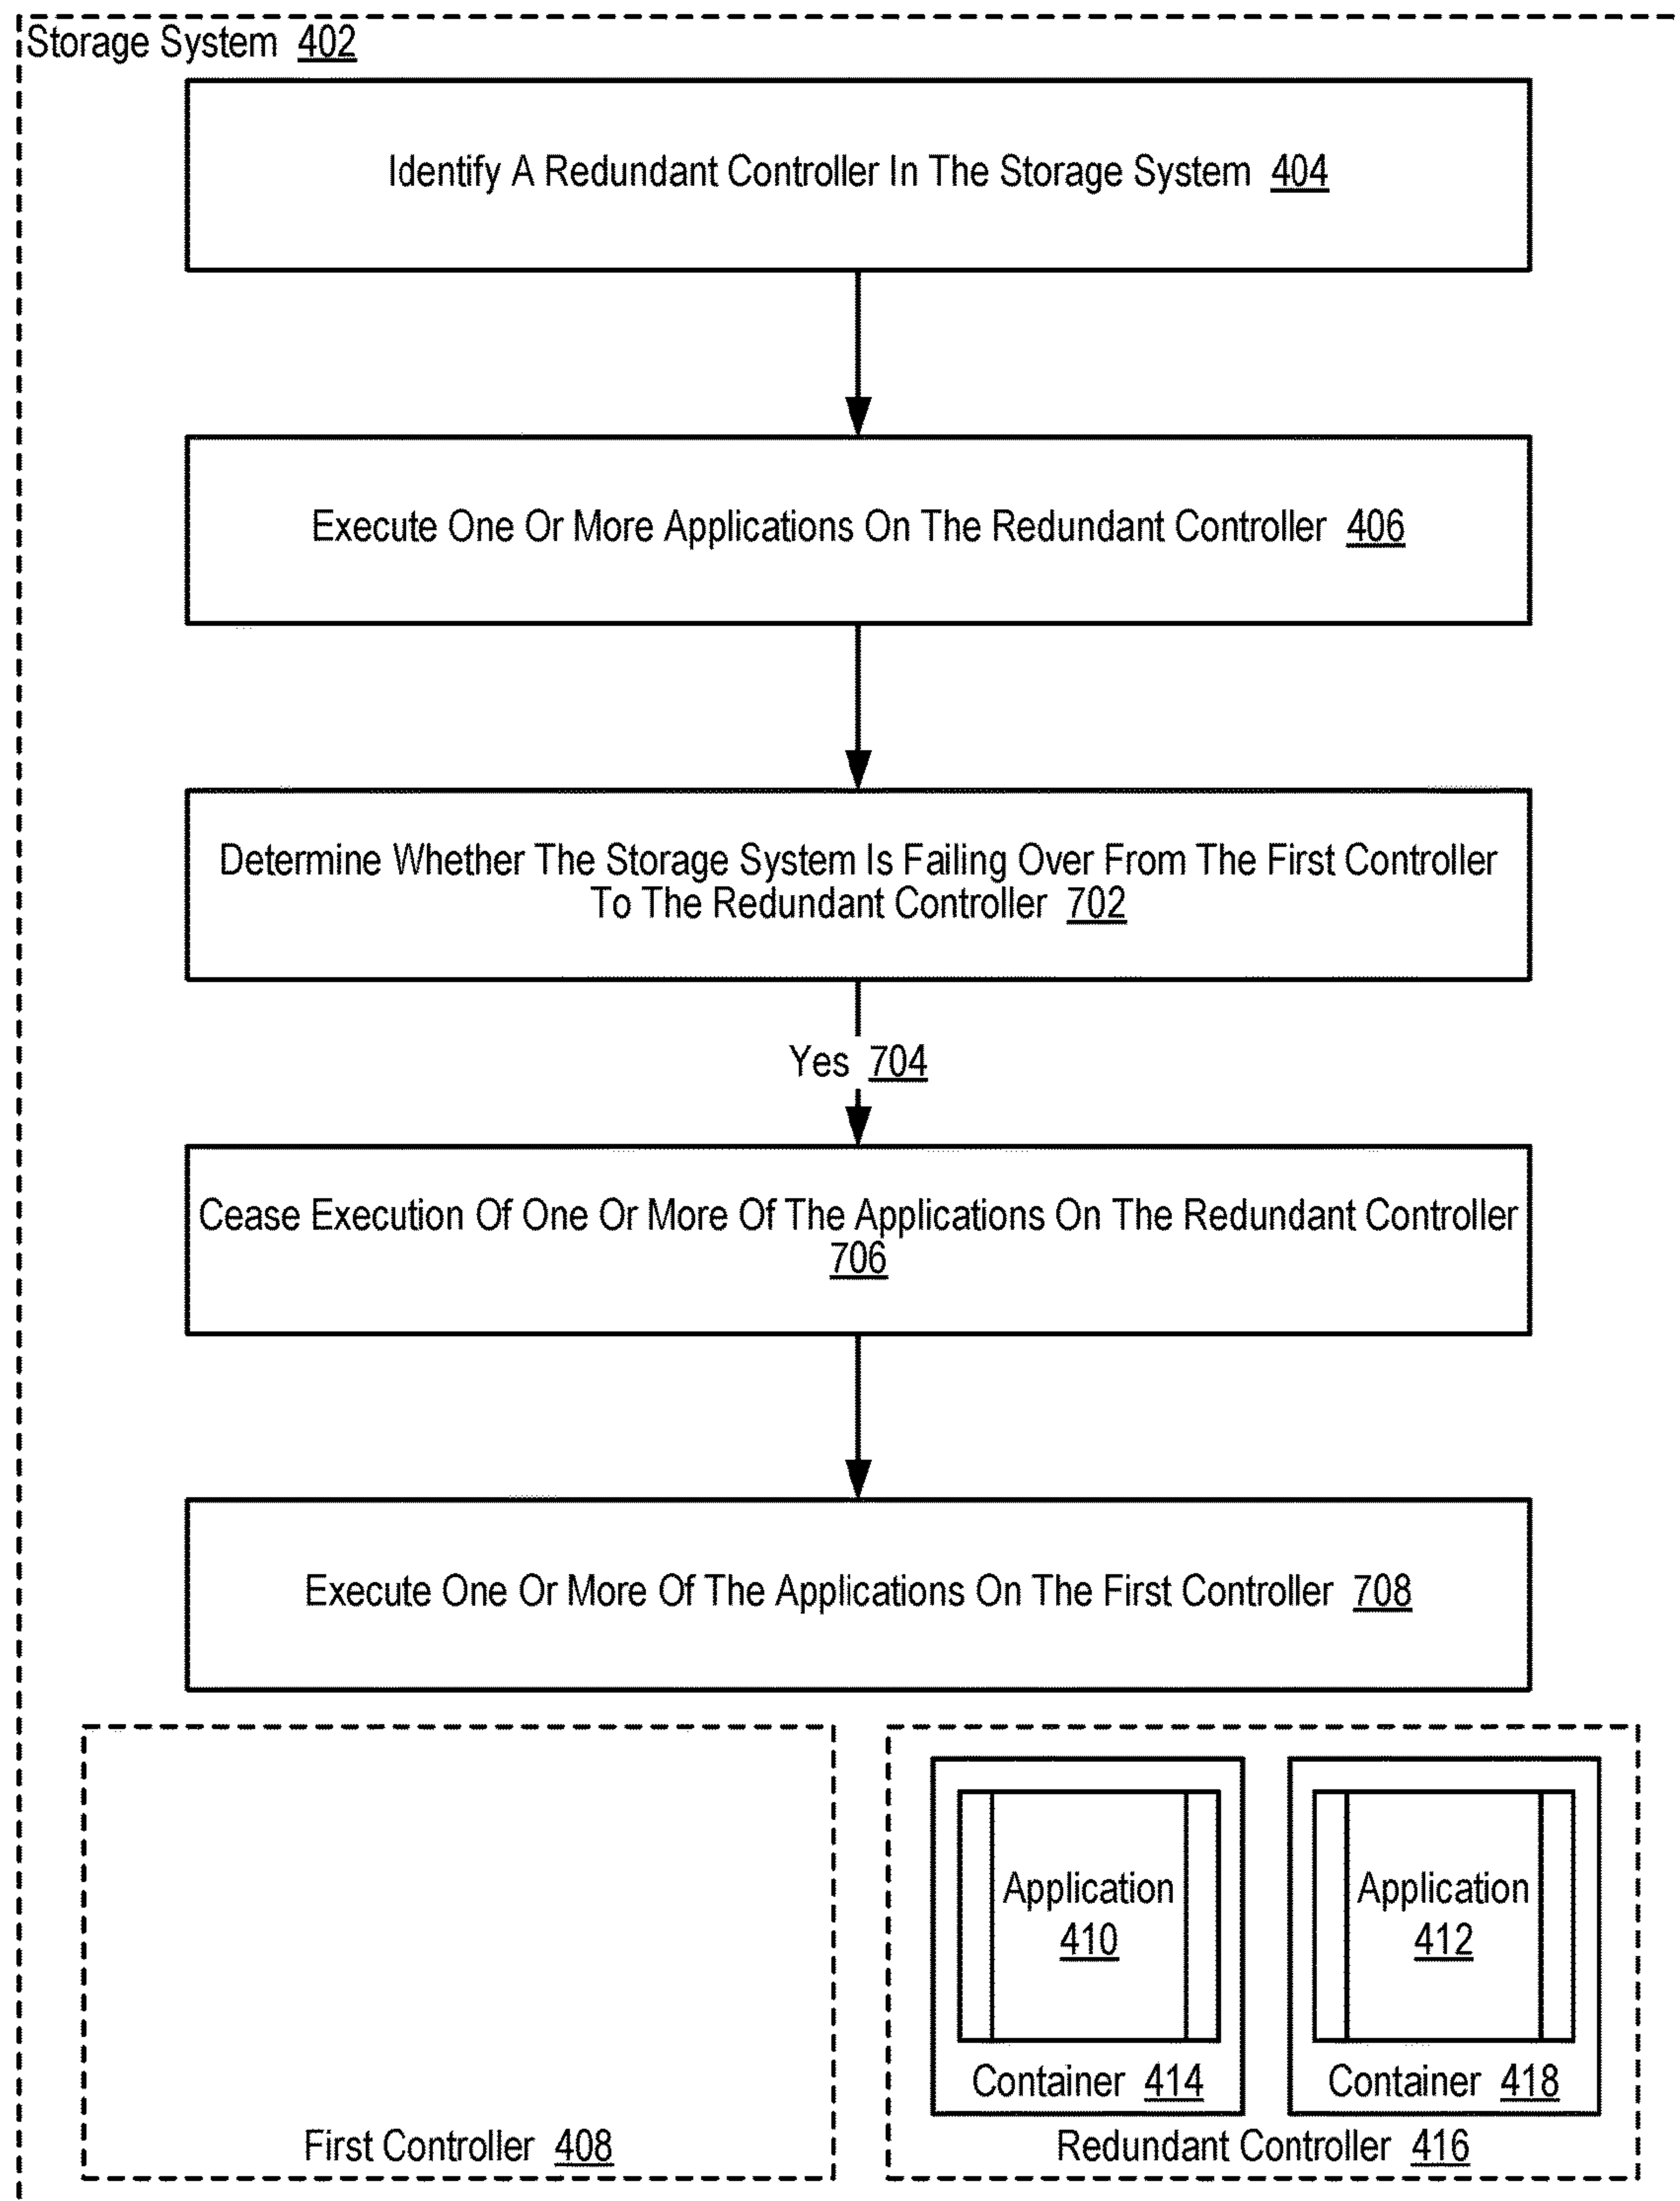 Storage System 402
Identify A Redundant Controller In The Storage System 404
Execute One Or More Applications On The Redundant Controller 406
Determine Whether The Storage System Is Failing Over From The First Controller
To The Redundant Controller 702
Yes 704
Cease Execution Of One Or More Of The Applications On The Redundant Controller
706
Execute One Or More Of The Applications On The First Controller 708
First Controller 408
Application
410
Container 414
Application
412
Container 418
Redundant Controller 416